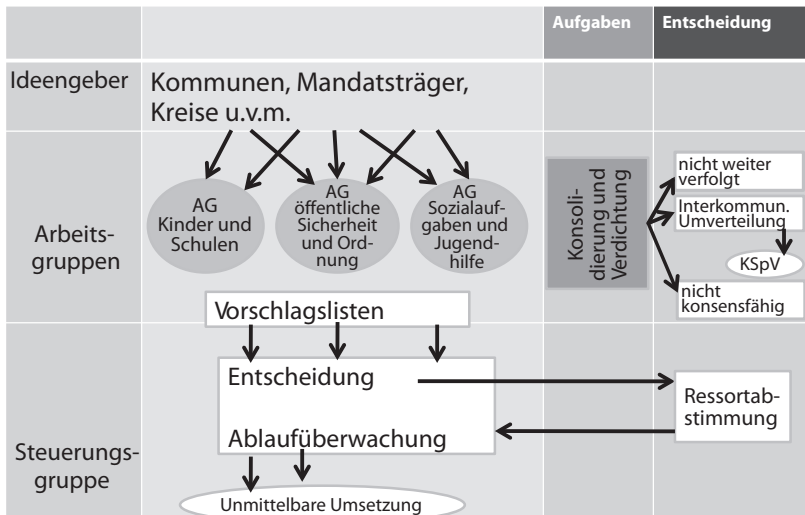 Aufgaben
Entscheidung
Ideengeber
Kommunen, Mandatsträger,
Kreise u.v.m.
Arbeits-
gruppen
AG
Kinder und
Schulen
AG
öffentliche
Sicherheit
und Ord-
nung
AG
Sozialauf-
gaben und
Jugend-
hilfe
Konsoli-
dierung und
Verdichtung
nicht weiter
verfolgt
Interkommun.
Umverteilung
KSpV
nicht
konsensfähig
Vorschlagslisten
Steuerungs-
gruppe
Entscheidung
Ablaufüberwachung
Ressortab-
stimmung
Unmittelbare Umsetzung